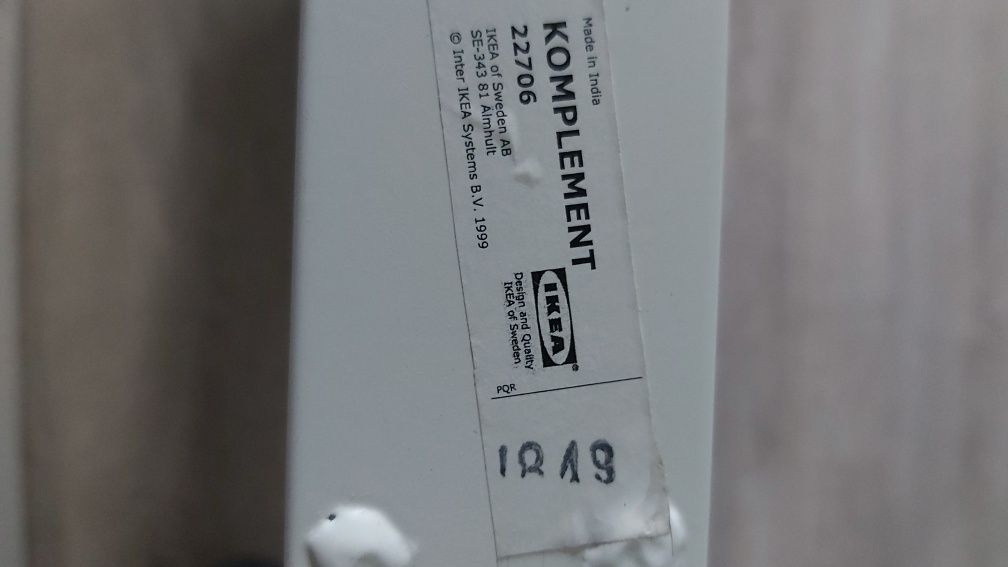 Made in India
KOMPLEMENT
22706
IKEA of Sweden AB
SE-343 81 Älmhult
© Inter IKEA Systems B.V. 1999
IKEA®
Design and Quality
IKEA of Sweden
PQR